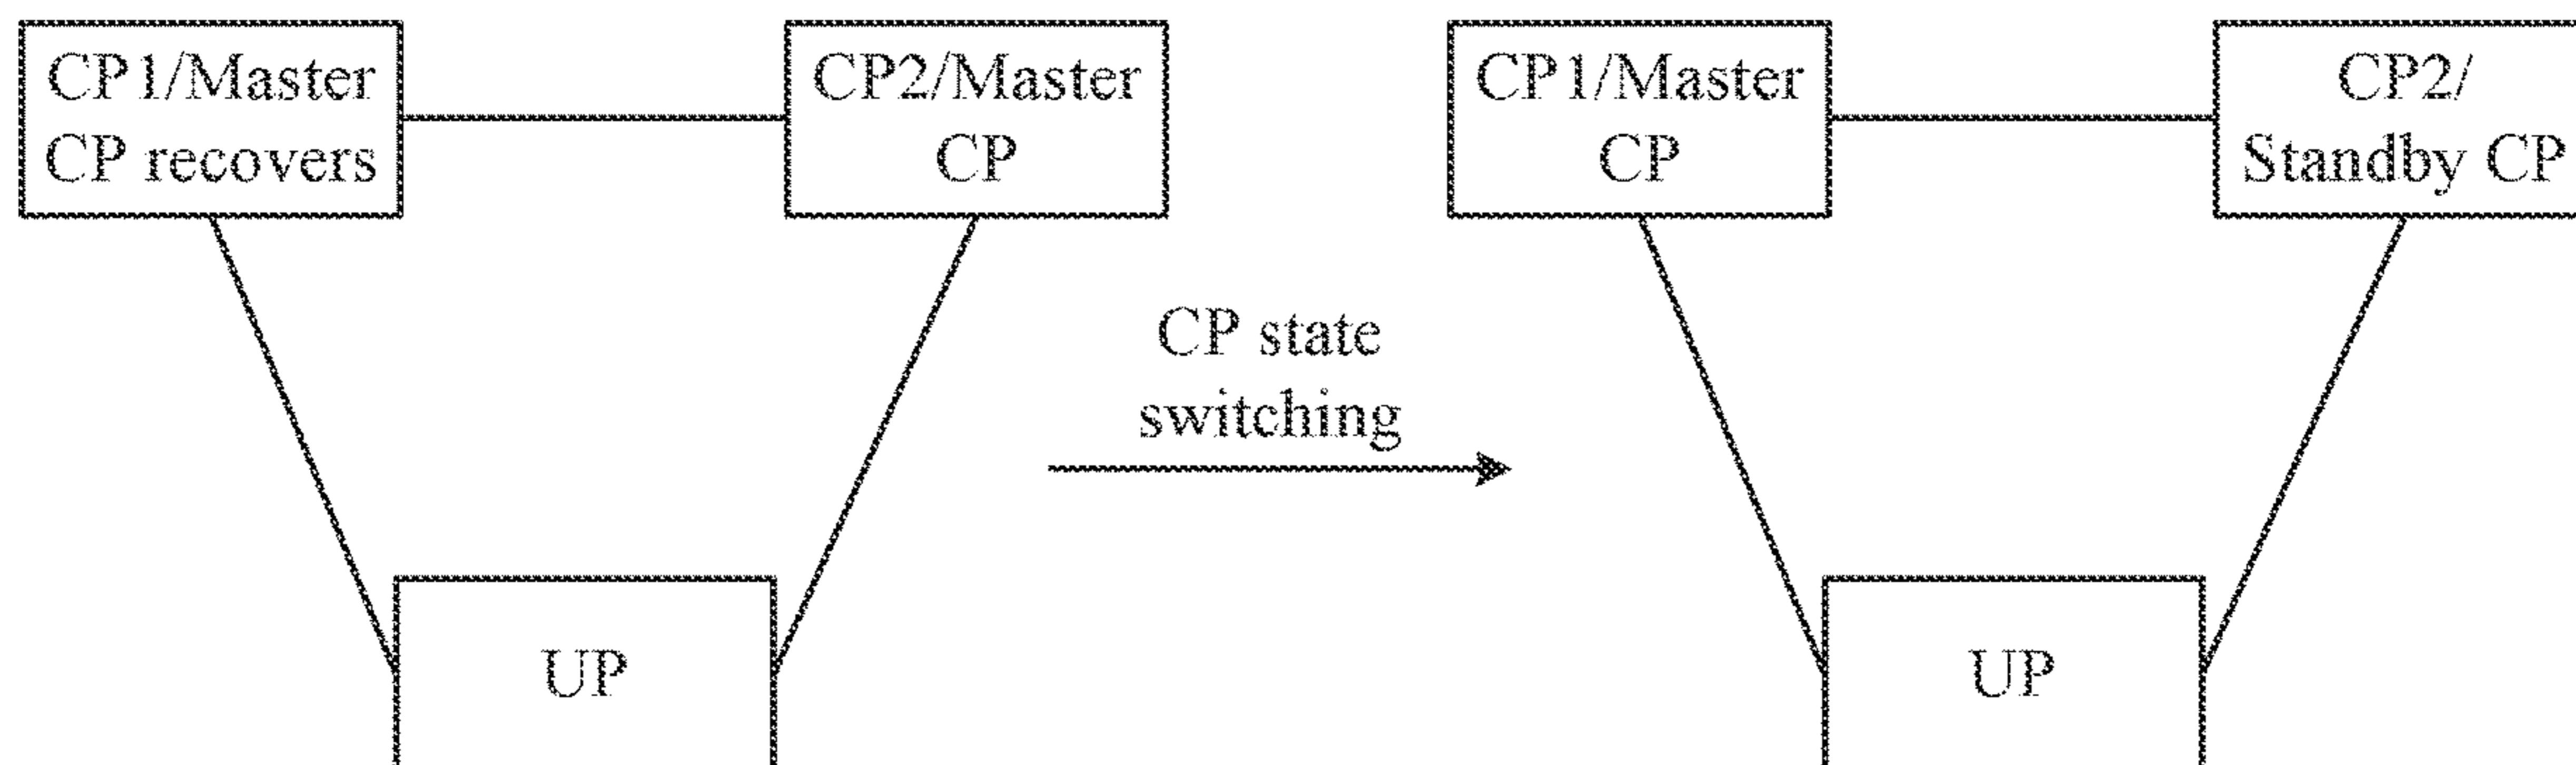 CP1/Master
CP recovers
CP2/Master
CP
CP state
switching
UP
CP1/Master
CP
CP2/
Standby CP
UP